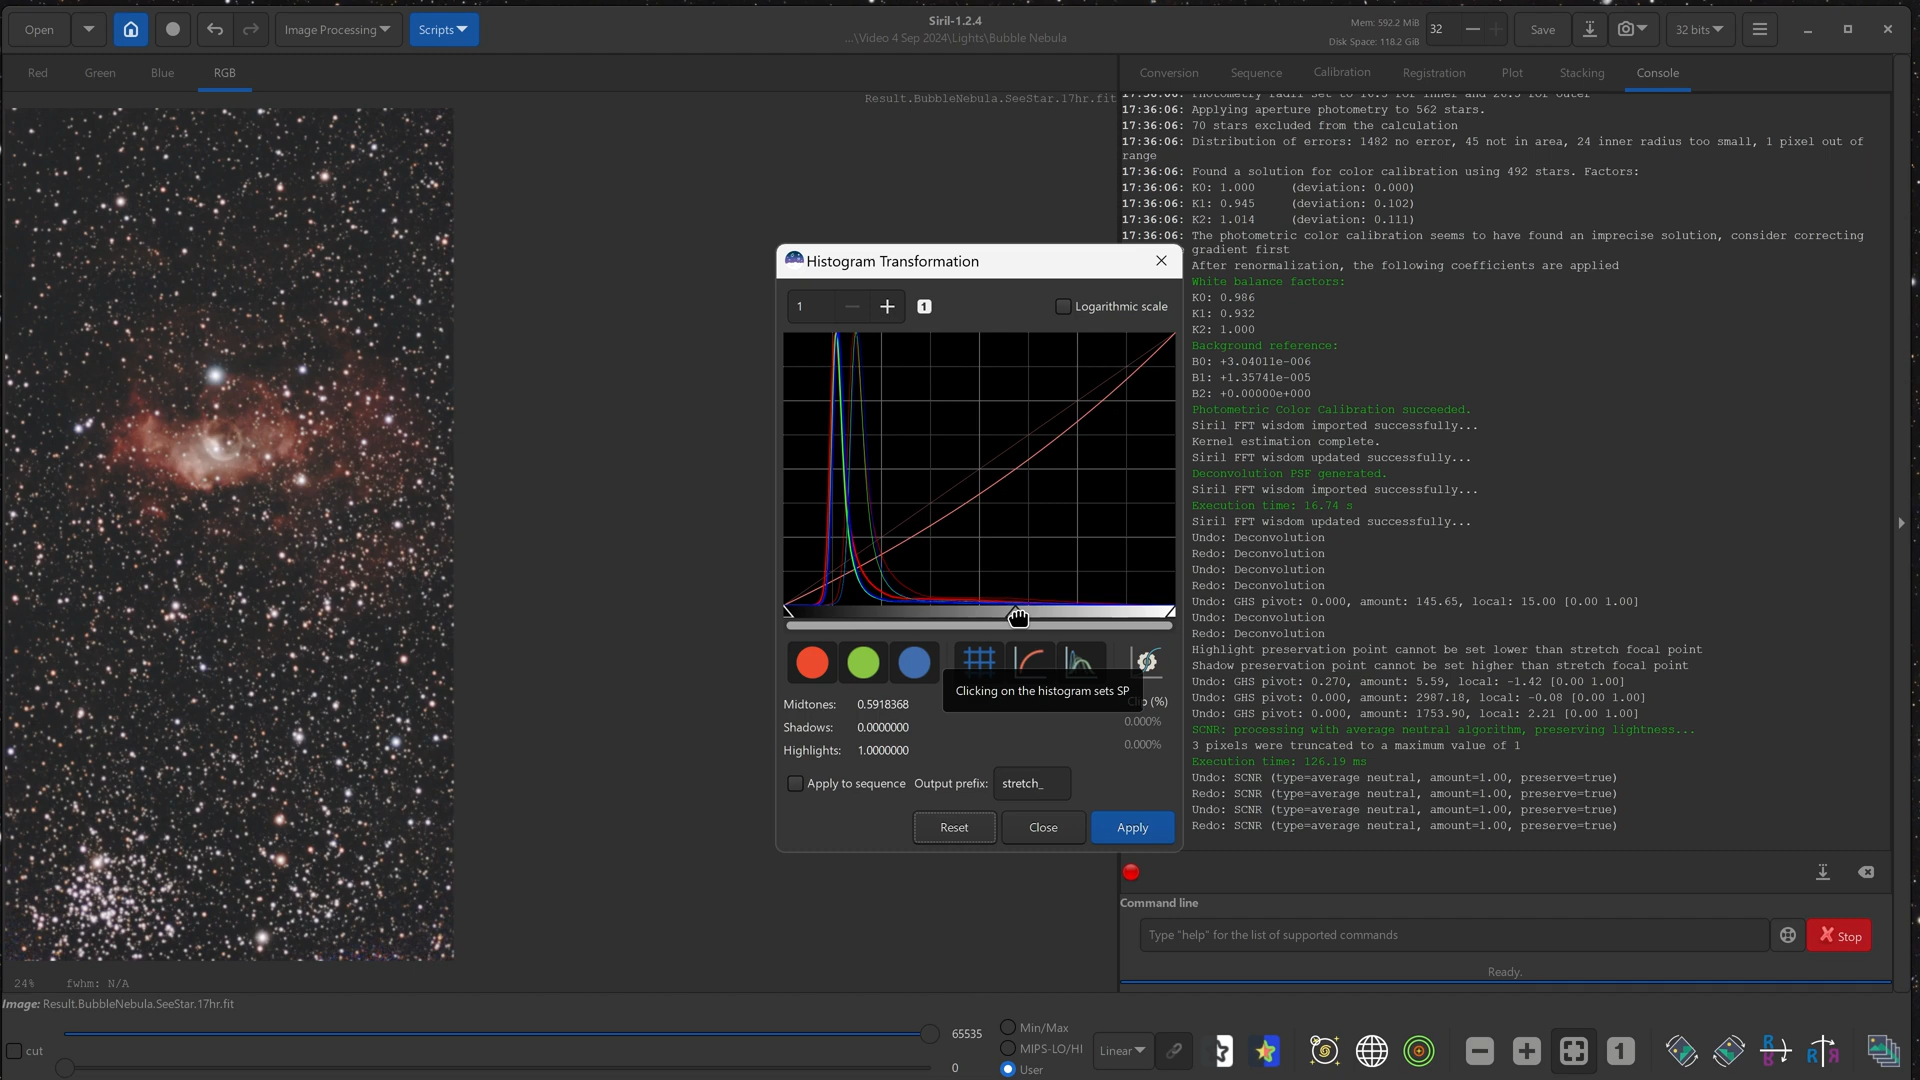 Open
Image Processing
Scripts
Siril-1.2.4
...\Video 4 Sep 2024\Lights\Bubble Nebula
Mem: 592.2 MiB
Disk Space: 118.2 GiB
32
Save
32 bits
Red
Green
Blue
RGB
Conversion
Sequence
Calibration
Registration
Plot
Stacking
Console
Result.BubbleNebula.SeeStar.17hr.fit
17:36:06: Photometry radii set to 10.3 for inner and 20.3 for outer
17:36:06: Applying aperture photometry to 562 stars.
17:36:06: 70 stars excluded from the calculation
17:36:06: Distribution of errors: 1482 no error, 45 not in area, 24 inner radius too small, 1 pixel out of
range
17:36:06: Found a solution for color calibration using 492 stars. Factors:
17:36:06: K0: 1.000 (deviation: 0.000)
17:36:06: K1: 0.945 (deviation: 0.102)
17:36:06: K2: 1.014 (deviation: 0.111)
17:36:06: The photometric color calibration seems to have found an imprecise solution, consider correcting
gradient first
After renormalization, the following coefficients are applied
White balance factors:
K0: 0.986
K1: 0.932
K2: 1.000
Background reference:
B0: +3.04011e-006
B1: +1.35741e-005
B2: +0.00000e+000
Photometric Color Calibration succeeded.
Siril FFT wisdom imported successfully...
Kernel estimation complete.
Siril FFT wisdom updated successfully...
Deconvolution PSF generated.
Siril FFT wisdom imported successfully...
Execution time: 16.74 s
Siril FFT wisdom updated successfully...
Undo: Deconvolution
Redo: Deconvolution
Undo: Deconvolution
Redo: Deconvolution
Undo: GHS pivot: 0.000, amount: 145.65, local: 15.00 [0.00 1.00]
Undo: Deconvolution
Redo: Deconvolution
Highlight preservation point cannot be set lower than stretch focal point
Shadow preservation point cannot be set higher than stretch focal point
Undo: GHS pivot: 0.270, amount: 5.59, local: -1.42 [0.00 1.00]
Undo: GHS pivot: 0.000, amount: 2987.18, local: -0.08 [0.00 1.00]
Undo: GHS pivot: 0.000, amount: 1753.90, local: 2.21 [0.00 1.00]
SCNR: processing with average neutral algorithm, preserving lightness...
3 pixels were truncated to a maximum value of 1
Execution time: 126.19 ms
Undo: SCNR (type=average neutral, amount=1.00, preserve=true)
Redo: SCNR (type=average neutral, amount=1.00, preserve=true)
Undo: SCNR (type=average neutral, amount=1.00, preserve=true)
Redo: SCNR (type=average neutral, amount=1.00, preserve=true)
Histogram Transformation
1
1
Logarithmic scale
Clicking on the histogram sets SP
(%)
Midtones: 0.5918368
Shadows: 0.0000000
Highlights: 1.0000000
0.000%
0.000%
Apply to sequence
Output prefix:
stretch_
Reset
Close
Apply
Command line
Type "help" for the list of supported commands
Stop
Ready.
24%
fwhm: N/A
Image: Result.BubbleNebula.SeeStar.17hr.fit
cut
65535
0
Min/Max
MIPS-LO/HI
User
Linear
1
R
R
R
R